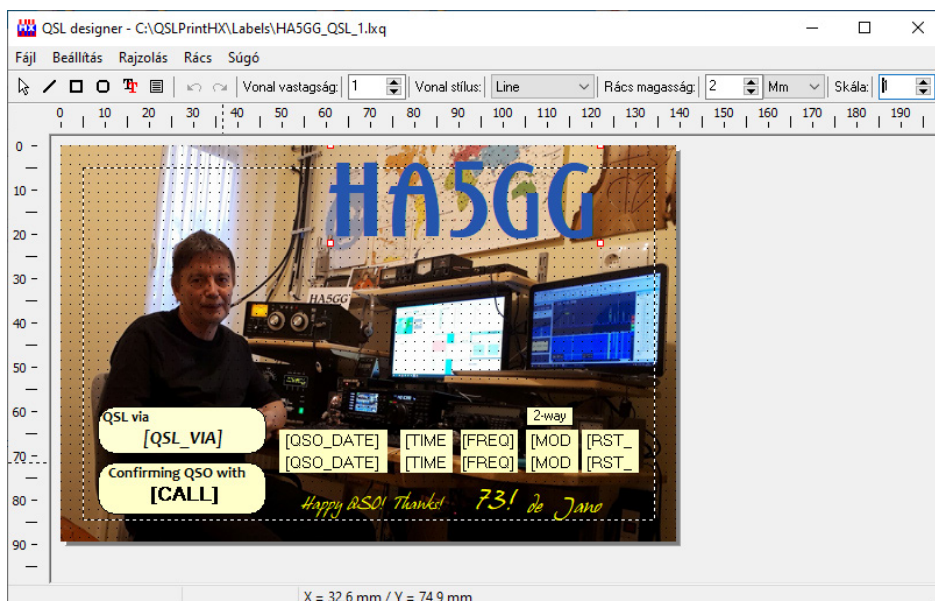 QSL designer - C:\QSLPrintHX\Labels\HA5GG_QSL_1.lxq
Fájl Beállítás Rajzolás Rács Súgó
Vonal vastagság: 1 Vonal stílus: Line Rács magasság: 2 Mm Skála: 1
0 10 20 30 40 50 60 70 80 90 100 110 120 130 140 150 160 170 180 190
0
10
20
30
40
50
60
70
80
90
HA5GG
HA5GG
2-way
QSL via
[QSL_VIA]
[QSO_DATE] [TIME [FREQ] [MOD [RST_
[QSO_DATE] [TIME [FREQ] [MOD [RST_
Confirming QSO with
[CALL]
Happy QSO! Thanks! 73! de Jano
X = 32.6 mm / Y = 74.9 mm